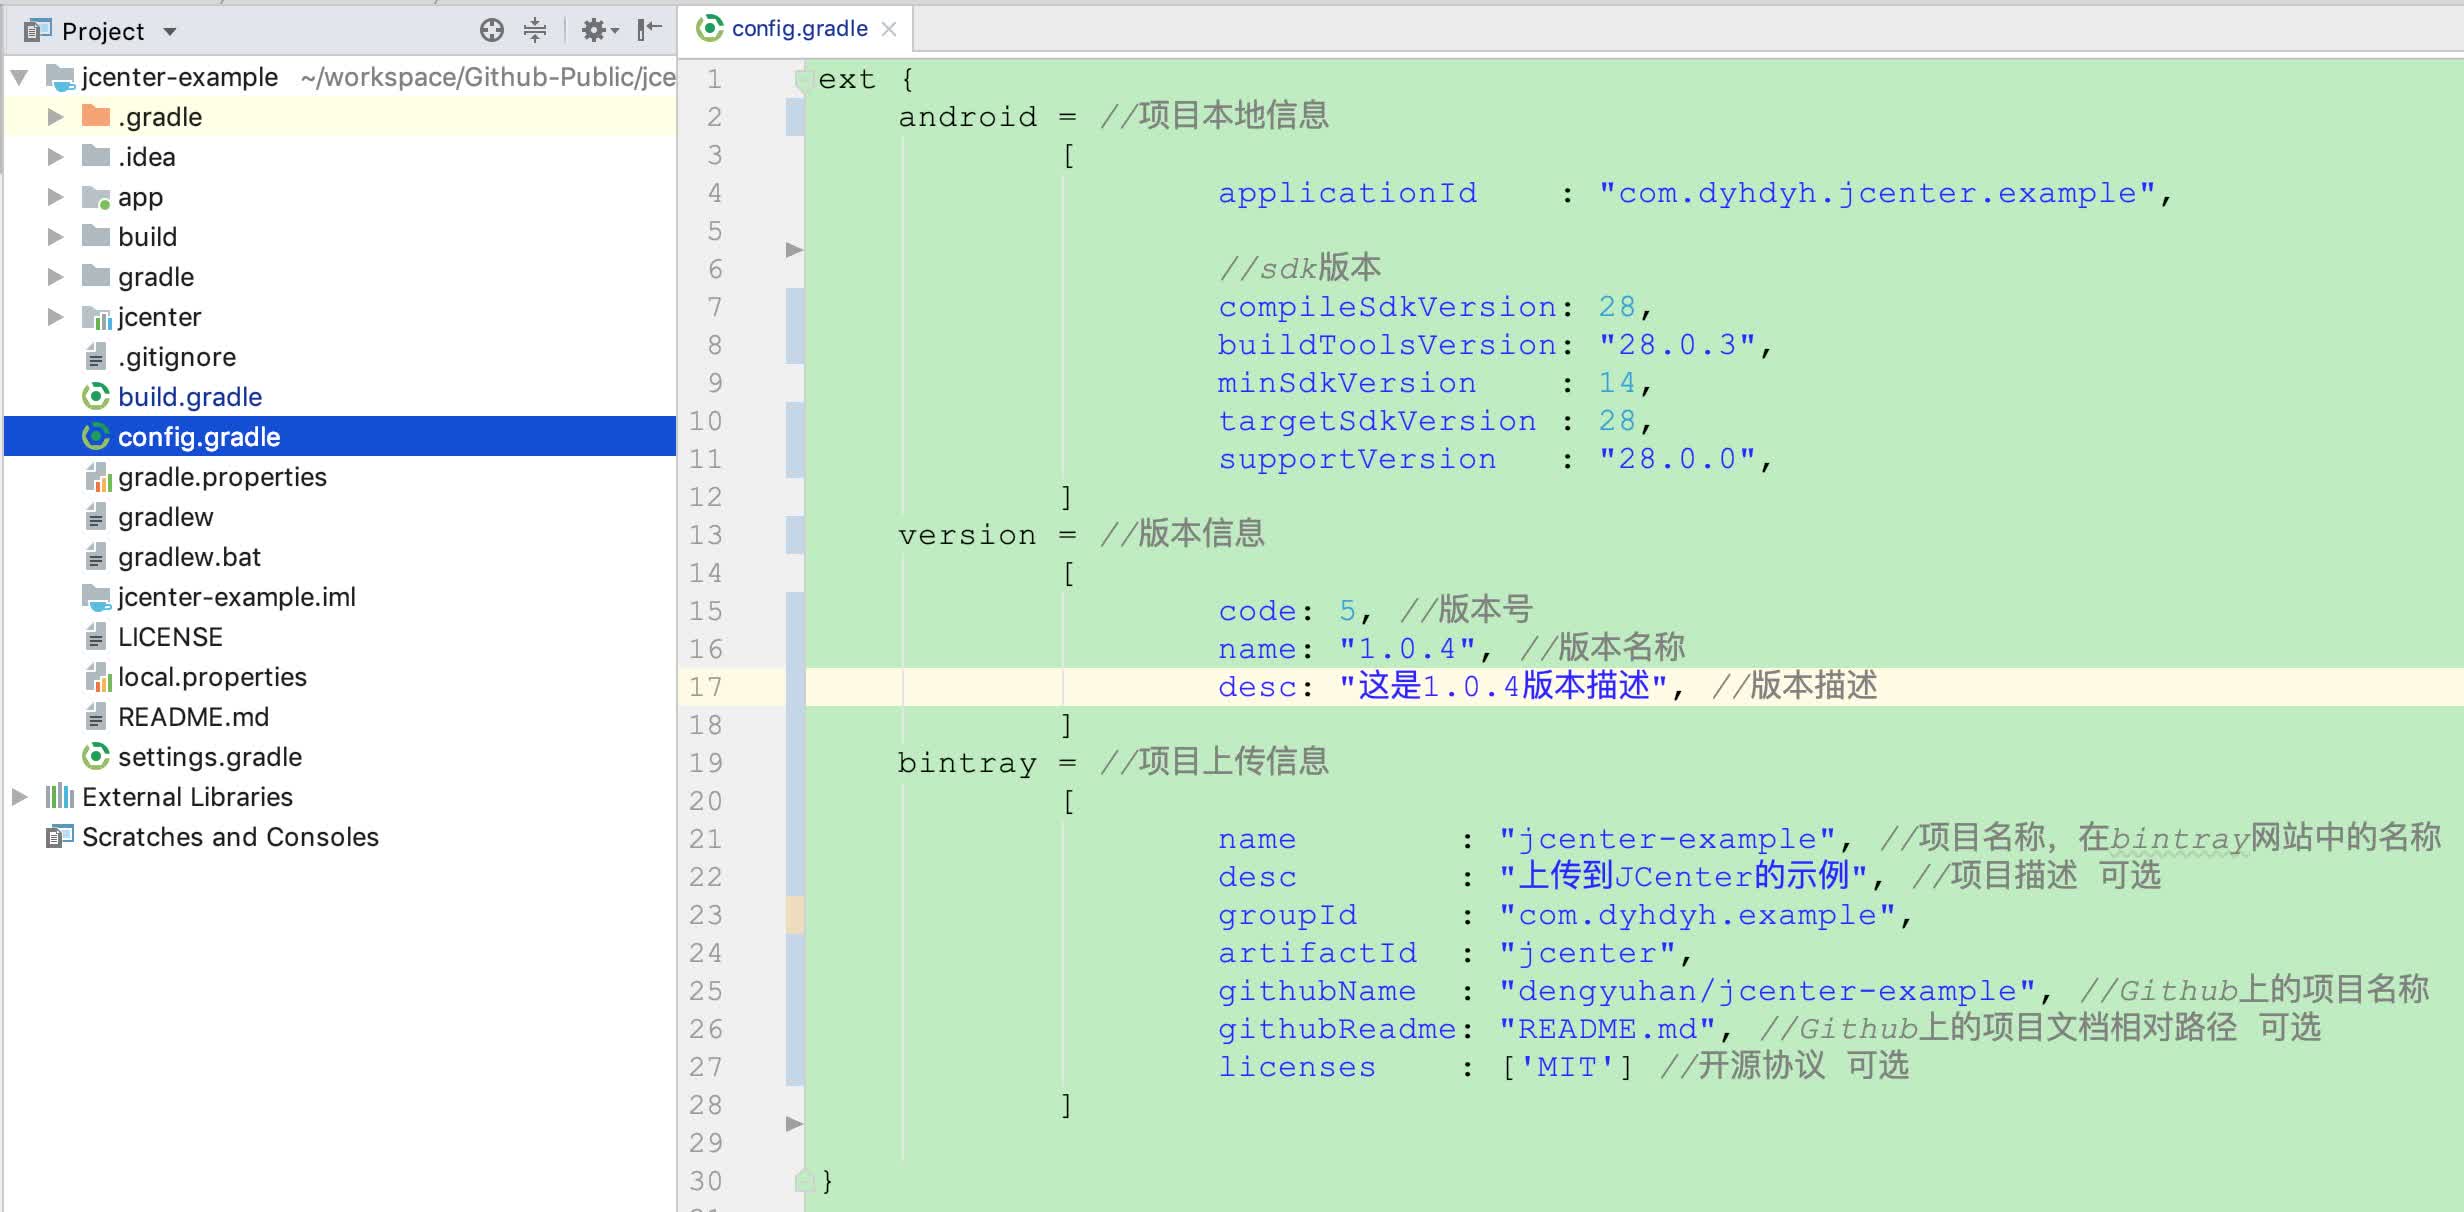 Project
jcenter-example ~/workspace/Github-Public/jce
.gradle
.idea
app
build
gradle
jcenter
.gitignore
build.gradle
config.gradle
gradle.properties
gradlew
gradlew.bat
jcenter-example.iml
LICENSE
local.properties
README.md
settings.gradle
External Libraries
Scratches and Consoles
config.gradle
1 ext {
2 android = //项目本地信息
3 [
4 applicationId : "com.dyhdyh.jcenter.example",
5
6 //sdk版本
7 compileSdkVersion: 28,
8 buildToolsVersion: "28.0.3",
9 minSdkVersion : 14,
10 targetSdkVersion : 28,
11 supportVersion : "28.0.0",
12 ]
13 version = //版本信息
14 [
15 code: 5, //版本号
16 name: "1.0.4", //版本名称
17 desc: "这是1.0.4版本描述", //版本描述
18 ]
19 bintray = //项目上传信息
20 [
21 name : "jcenter-example", //项目名称，在bintray网站中的名称
22 desc : "上传到JCenter的示例", //项目描述 可选
23 groupId : "com.dyhdyh.example",
24 artifactId : "jcenter",
25 githubName : "dengyuhan/jcenter-example", //Github上的项目名称
26 githubReadme: "README.md", //Github上的项目文档相对路径 可选
27 licenses : ['MIT'] //开源协议 可选
28 ]
29
30 }